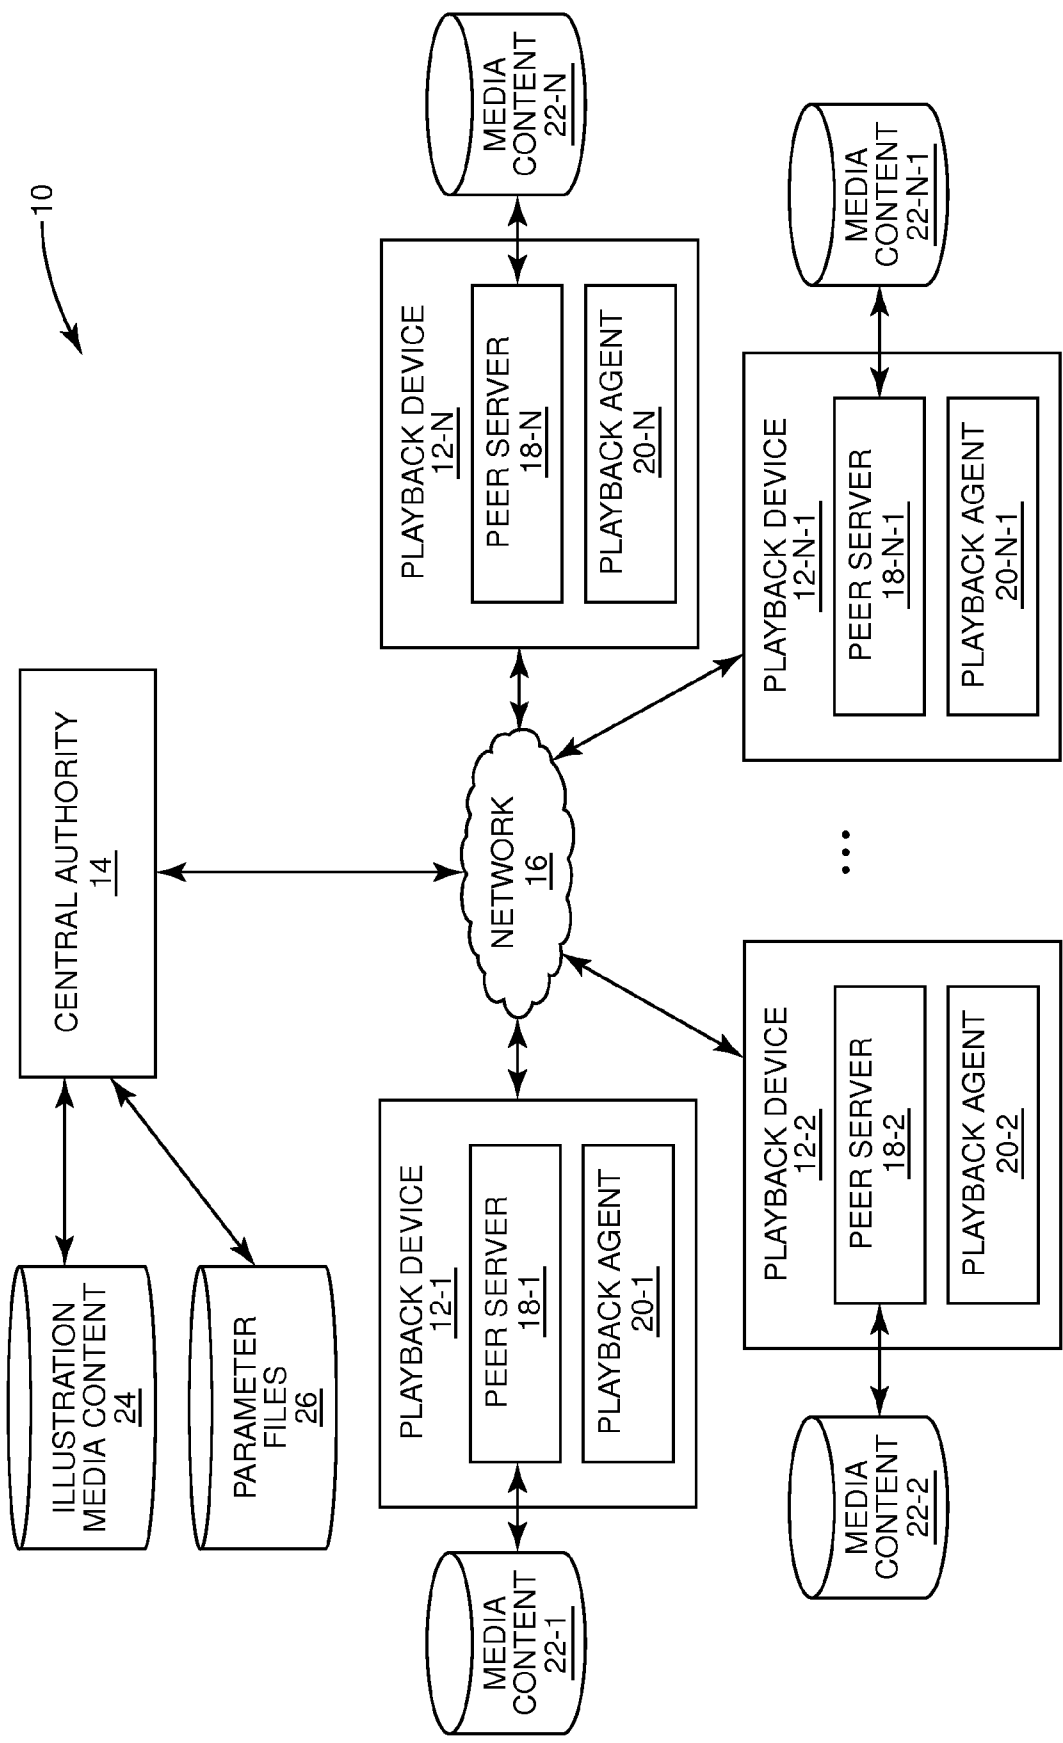 10
ILLUSTRATION
MEDIA CONTENT
24
PARAMETER
FILES
26
CENTRAL AUTHORITY
14
NETWORK
16
MEDIA
CONTENT
22-1
PLAYBACK DEVICE
12-1
PEER SERVER
18-1
PLAYBACK AGENT
20-1
PLAYBACK DEVICE
12-N
PEER SERVER
18-N
PLAYBACK AGENT
20-N
MEDIA
CONTENT
22-N
MEDIA
CONTENT
22-2
PLAYBACK DEVICE
12-2
PEER SERVER
18-2
PLAYBACK AGENT
20-2
...
PLAYBACK DEVICE
12-N-1
PEER SERVER
18-N-1
PLAYBACK AGENT
20-N-1
MEDIA
CONTENT
22-N-1